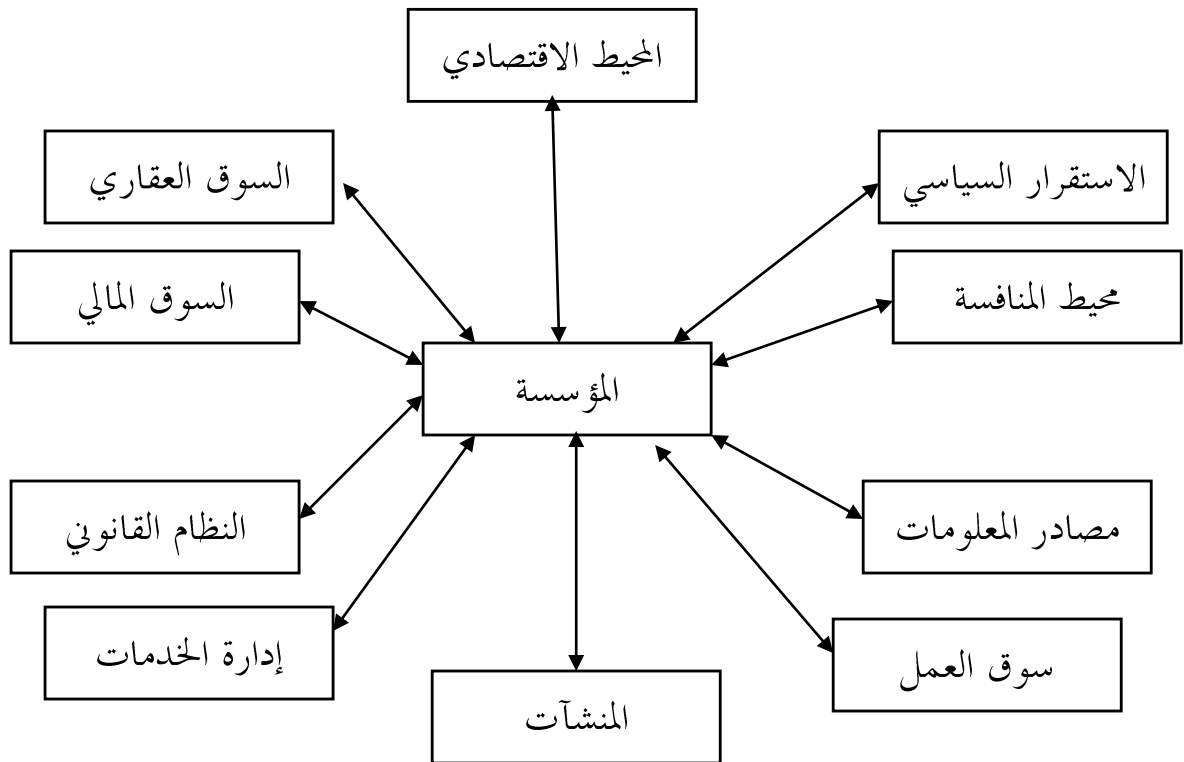 المحيط الاقتصادي
الاستقرار السياسي
السوق العقاري
محيط المنافسة
السوق المالي
المؤسسة
مصادر المعلومات
النظام القانوني
سوق العمل
إدارة الخدمات
المنشآت